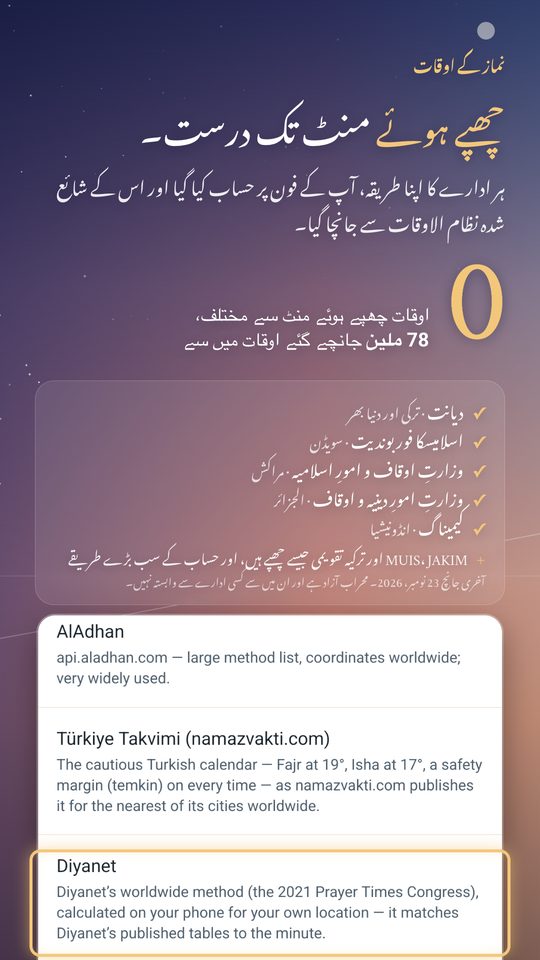 نماز کے اوقات
چھپے ہوئے منٹ تک درست۔
ہر ادارے کا اپنا طریقہ، آپ کے فون پر حساب کیا گیا اور اس کے شائع
شدہ نظام الاوقات سے جانچا گیا۔
0
اوقات چھپے ہوئے منٹ سے مختلف،
78 ملین جانچے گئے اوقات میں سے
✓ دیانت · ترکی اور دنیا بھر
✓ اسلامسکا فوربوندیت · سویڈن
✓ وزارتِ اوقاف و امورِ اسلامیہ · مراکش
✓ وزارتِ امورِ دینیہ و اوقاف · الجزائر
✓ کیمیناگ · انڈونیشیا
+ MUIS، JAKIM اور ترکیہ تقویمی جیسے چھپے ہیں، اور حساب کے سب بڑے طریقے
آخری جانچ 23 نومبر، 2026۔ محراب آزاد ہے اور ان میں سے کسی ادارے سے وابستہ نہیں۔
AlAdhan
api.aladhan.com — large method list, coordinates worldwide;
very widely used.
Türkiye Takvimi (namazvakti.com)
The cautious Turkish calendar — Fajr at 19°, Isha at 17°, a safety
margin (temkin) on every time — as namazvakti.com publishes
it for the nearest of its cities worldwide.
Diyanet
Diyanet’s worldwide method (the 2021 Prayer Times Congress),
calculated on your phone for your own location — it matches
Diyanet’s published tables to the minute.